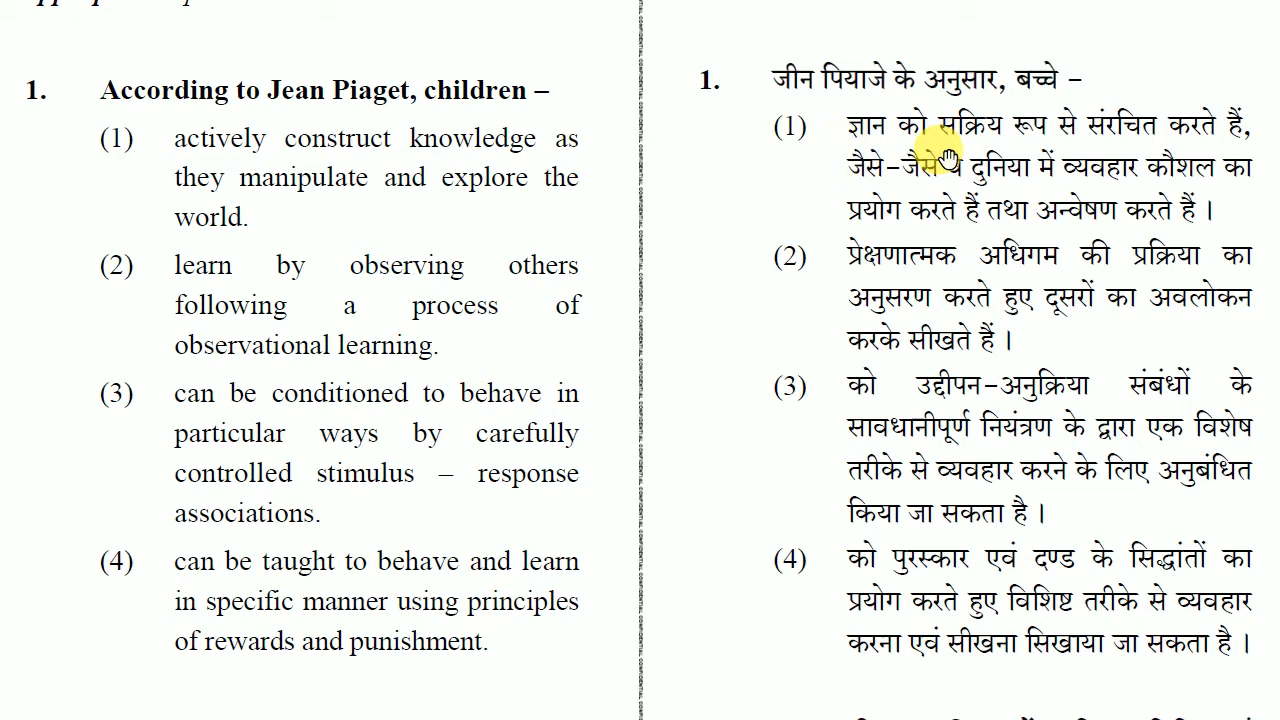 1. According to Jean Piaget, children –
(1) actively construct knowledge as
they manipulate and explore the
world.
(2) learn by observing others
following a process of
observational learning.
(3) can be conditioned to behave in
particular ways by carefully
controlled stimulus – response
associations.
(4) can be taught to behave and learn
in specific manner using principles
of rewards and punishment.
1. जीन पियाजे के अनुसार, बच्चे –
(1) ज्ञान को सक्रिय रूप से संरचित करते हैं,
जैसे-जैसे वे दुनिया में व्यवहार कौशल का
प्रयोग करते हैं तथा अन्वेषण करते हैं ।
(2) प्रेक्षणात्मक अधिगम की प्रक्रिया का
अनुसरण करते हुए दूसरों का अवलोकन
करके सीखते हैं ।
(3) को उद्दीपन-अनुक्रिया संबंधों के
सावधानीपूर्ण नियंत्रण के द्वारा एक विशेष
तरीके से व्यवहार करने के लिए अनुबंधित
किया जा सकता है ।
(4) को पुरस्कार एवं दण्ड के सिद्धांतों का
प्रयोग करते हुए विशिष्ट तरीके से व्यवहार
करना एवं सीखना सिखाया जा सकता है ।